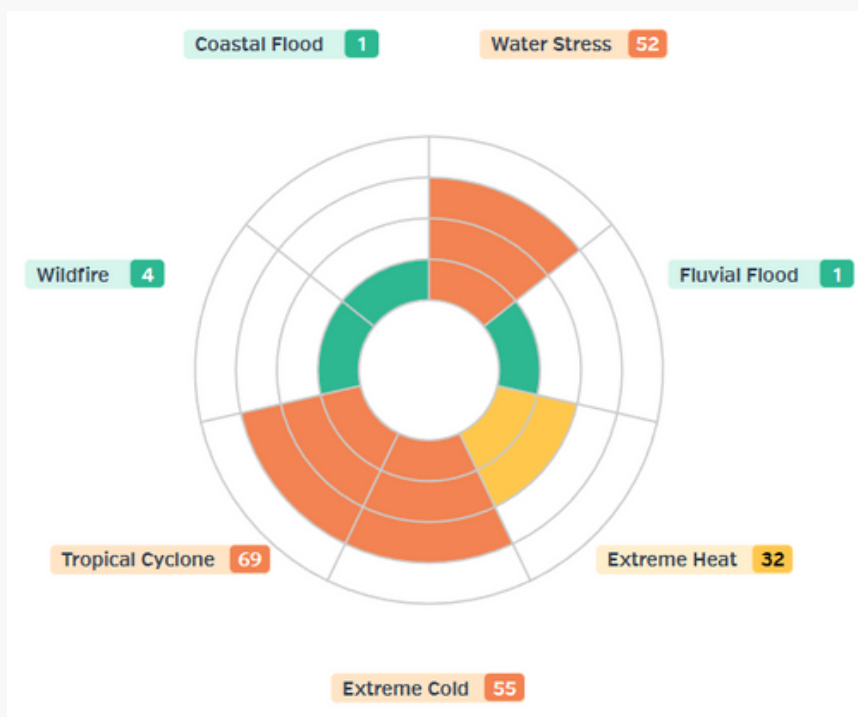 Coastal Flood 1
Water Stress 52
Wildfire 4
Fluvial Flood 1
Tropical Cyclone 69
Extreme Heat 32
Extreme Cold 55